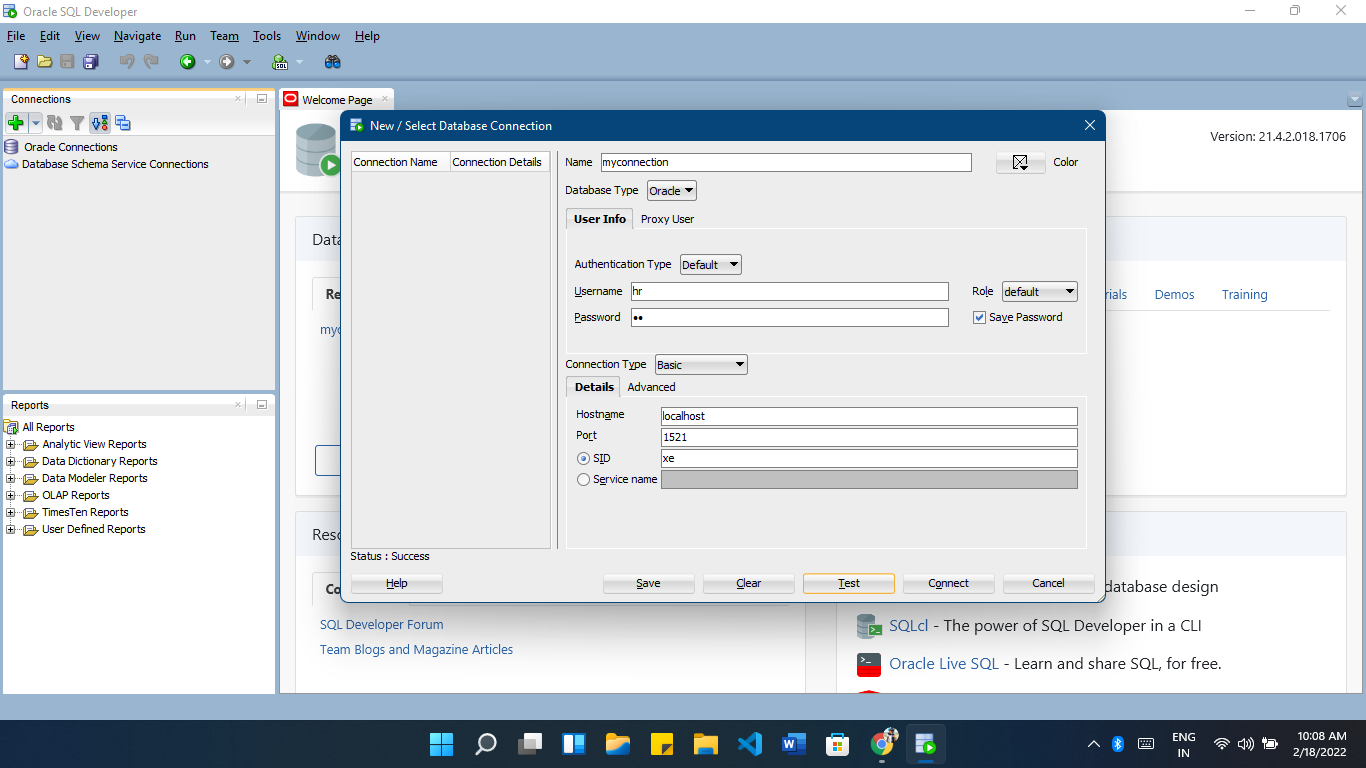 Oracle SQL Developer
File Edit View Navigate Run Team Tools Window Help
Connections
Oracle Connections
Database Schema Service Connections
Reports
All Reports
Analytic View Reports
Data Dictionary Reports
Data Modeler Reports
OLAP Reports
TimesTen Reports
User Defined Reports
Welcome Page
Version: 21.4.2.018.1706
Demos
Training
New / Select Database Connection
Connection Name Connection Details
Name myconnection Color
Database Type Oracle
User Info Proxy User
Authentication Type Default
Username hr Role default
Password •• Save Password
Connection Type Basic
Details Advanced
Hostname localhost
Port 1521
SID xe
Service name
Status : Success
Help Save Clear Test Connect Cancel
database design
SQL Developer Forum
Team Blogs and Magazine Articles
SQLcl - The power of SQL Developer in a CLI
Oracle Live SQL - Learn and share SQL, for free.
ENG
IN
10:08 AM
2/18/2022